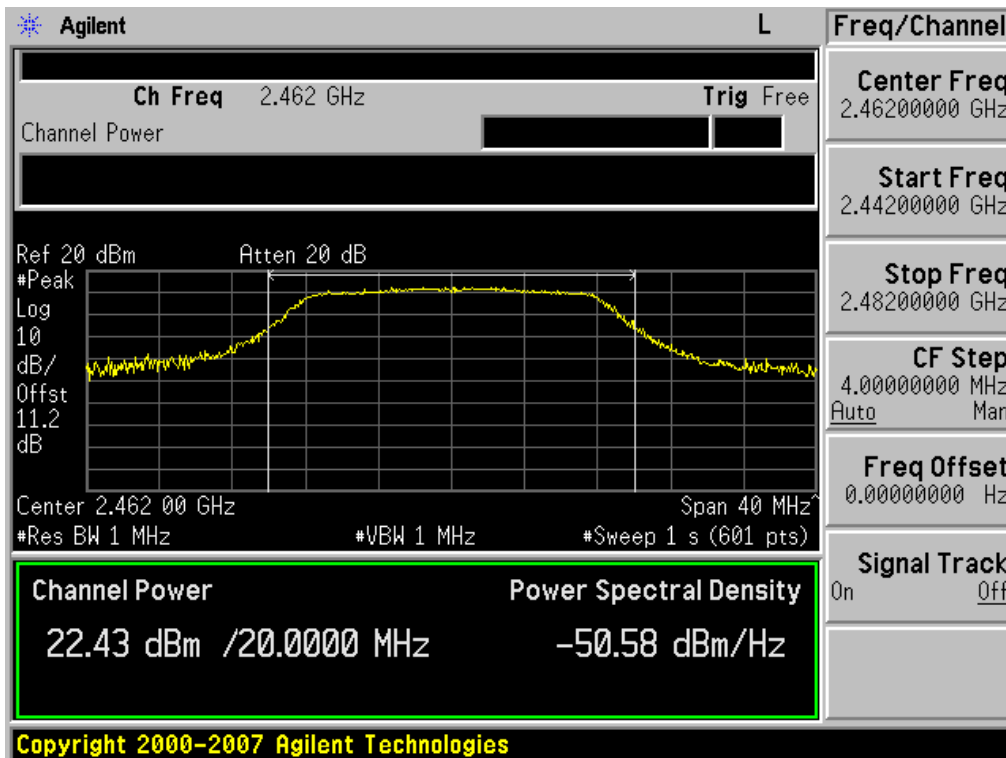 Agilent L Freq/Channel
Ch Freq 2.462 GHz Trig Free
Channel Power
Ref 20 dBm Atten 20 dB
#Peak
Log
10
dB/
Offst
11.2
dB
Center 2.462 00 GHz Span 40 MHz^
#Res BW 1 MHz #VBW 1 MHz #Sweep 1 s (601 pts)
Channel Power Power Spectral Density
22.43 dBm /20.0000 MHz -50.58 dBm/Hz
Center Freq
2.46200000 GHz
Start Freq
2.44200000 GHz
Stop Freq
2.48200000 GHz
CF Step
4.00000000 MHz
Auto Man
Freq Offset
0.00000000 Hz
Signal Track
On Off
Copyright 2000-2007 Agilent Technologies